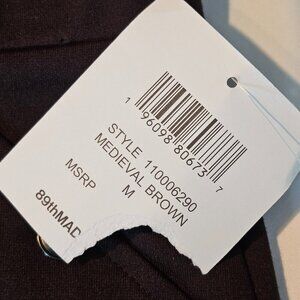 1 96098 80673 7
STYLE 110006290
MEDIEVAL BROWN
M
MSRP
89thMAD